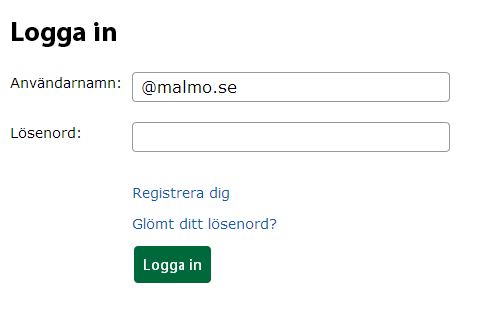 Logga in
Användarnamn: @malmo.se
Lösenord:
Registrera dig
Glömt ditt lösenord?
Logga in